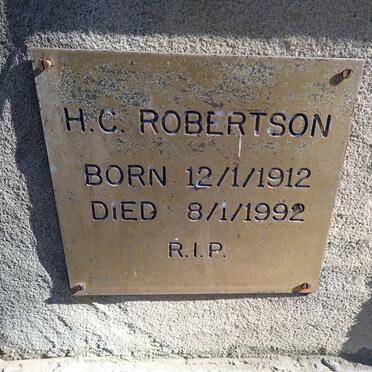 H.C. ROBERTSON
BORN 12/1/1912
DIED 8/1/1992
R.I.P.